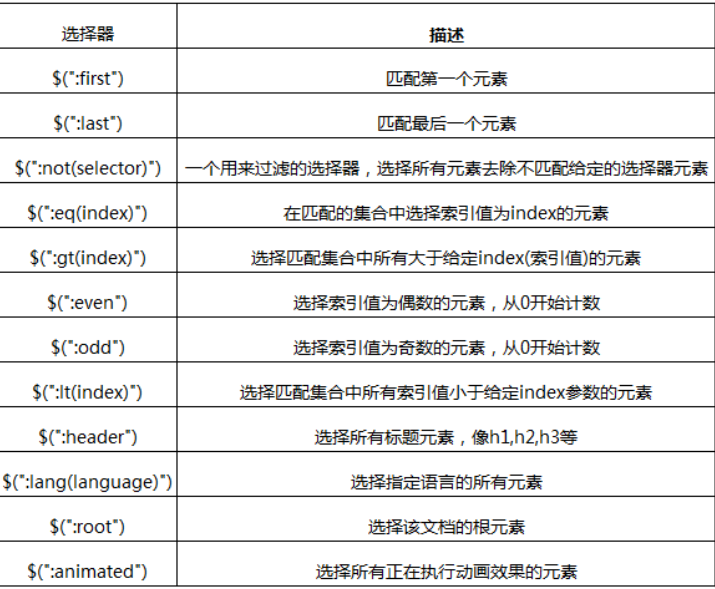 选择器 描述
$(":first") 匹配第一个元素
$(":last") 匹配最后一个元素
$(":not(selector)") 一个用来过滤的选择器，选择所有元素去除不匹配给定的选择器元素
$(":eq(index)") 在匹配的集合中选择索引值为index的元素
$(":gt(index)") 选择匹配集合中所有大于给定index(索引值)的元素
$(":even") 选择索引值为偶数的元素，从0开始计数
$(":odd") 选择索引值为奇数的元素，从0开始计数
$(":lt(index)") 选择匹配集合中所有索引值小于给定index参数的元素
$(":header") 选择所有标题元素，像h1,h2,h3等
$(":lang(language)") 选择指定语言的所有元素
$(":root") 选择该文档的根元素
$(":animated") 选择所有正在执行动画效果的元素